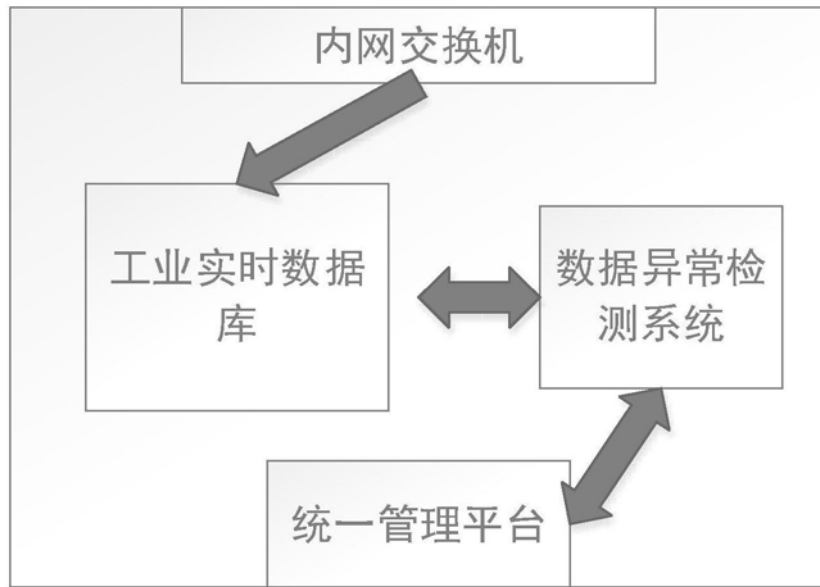 内网交换机
工业实时数据
库
数据异常检
测系统
统一管理平台